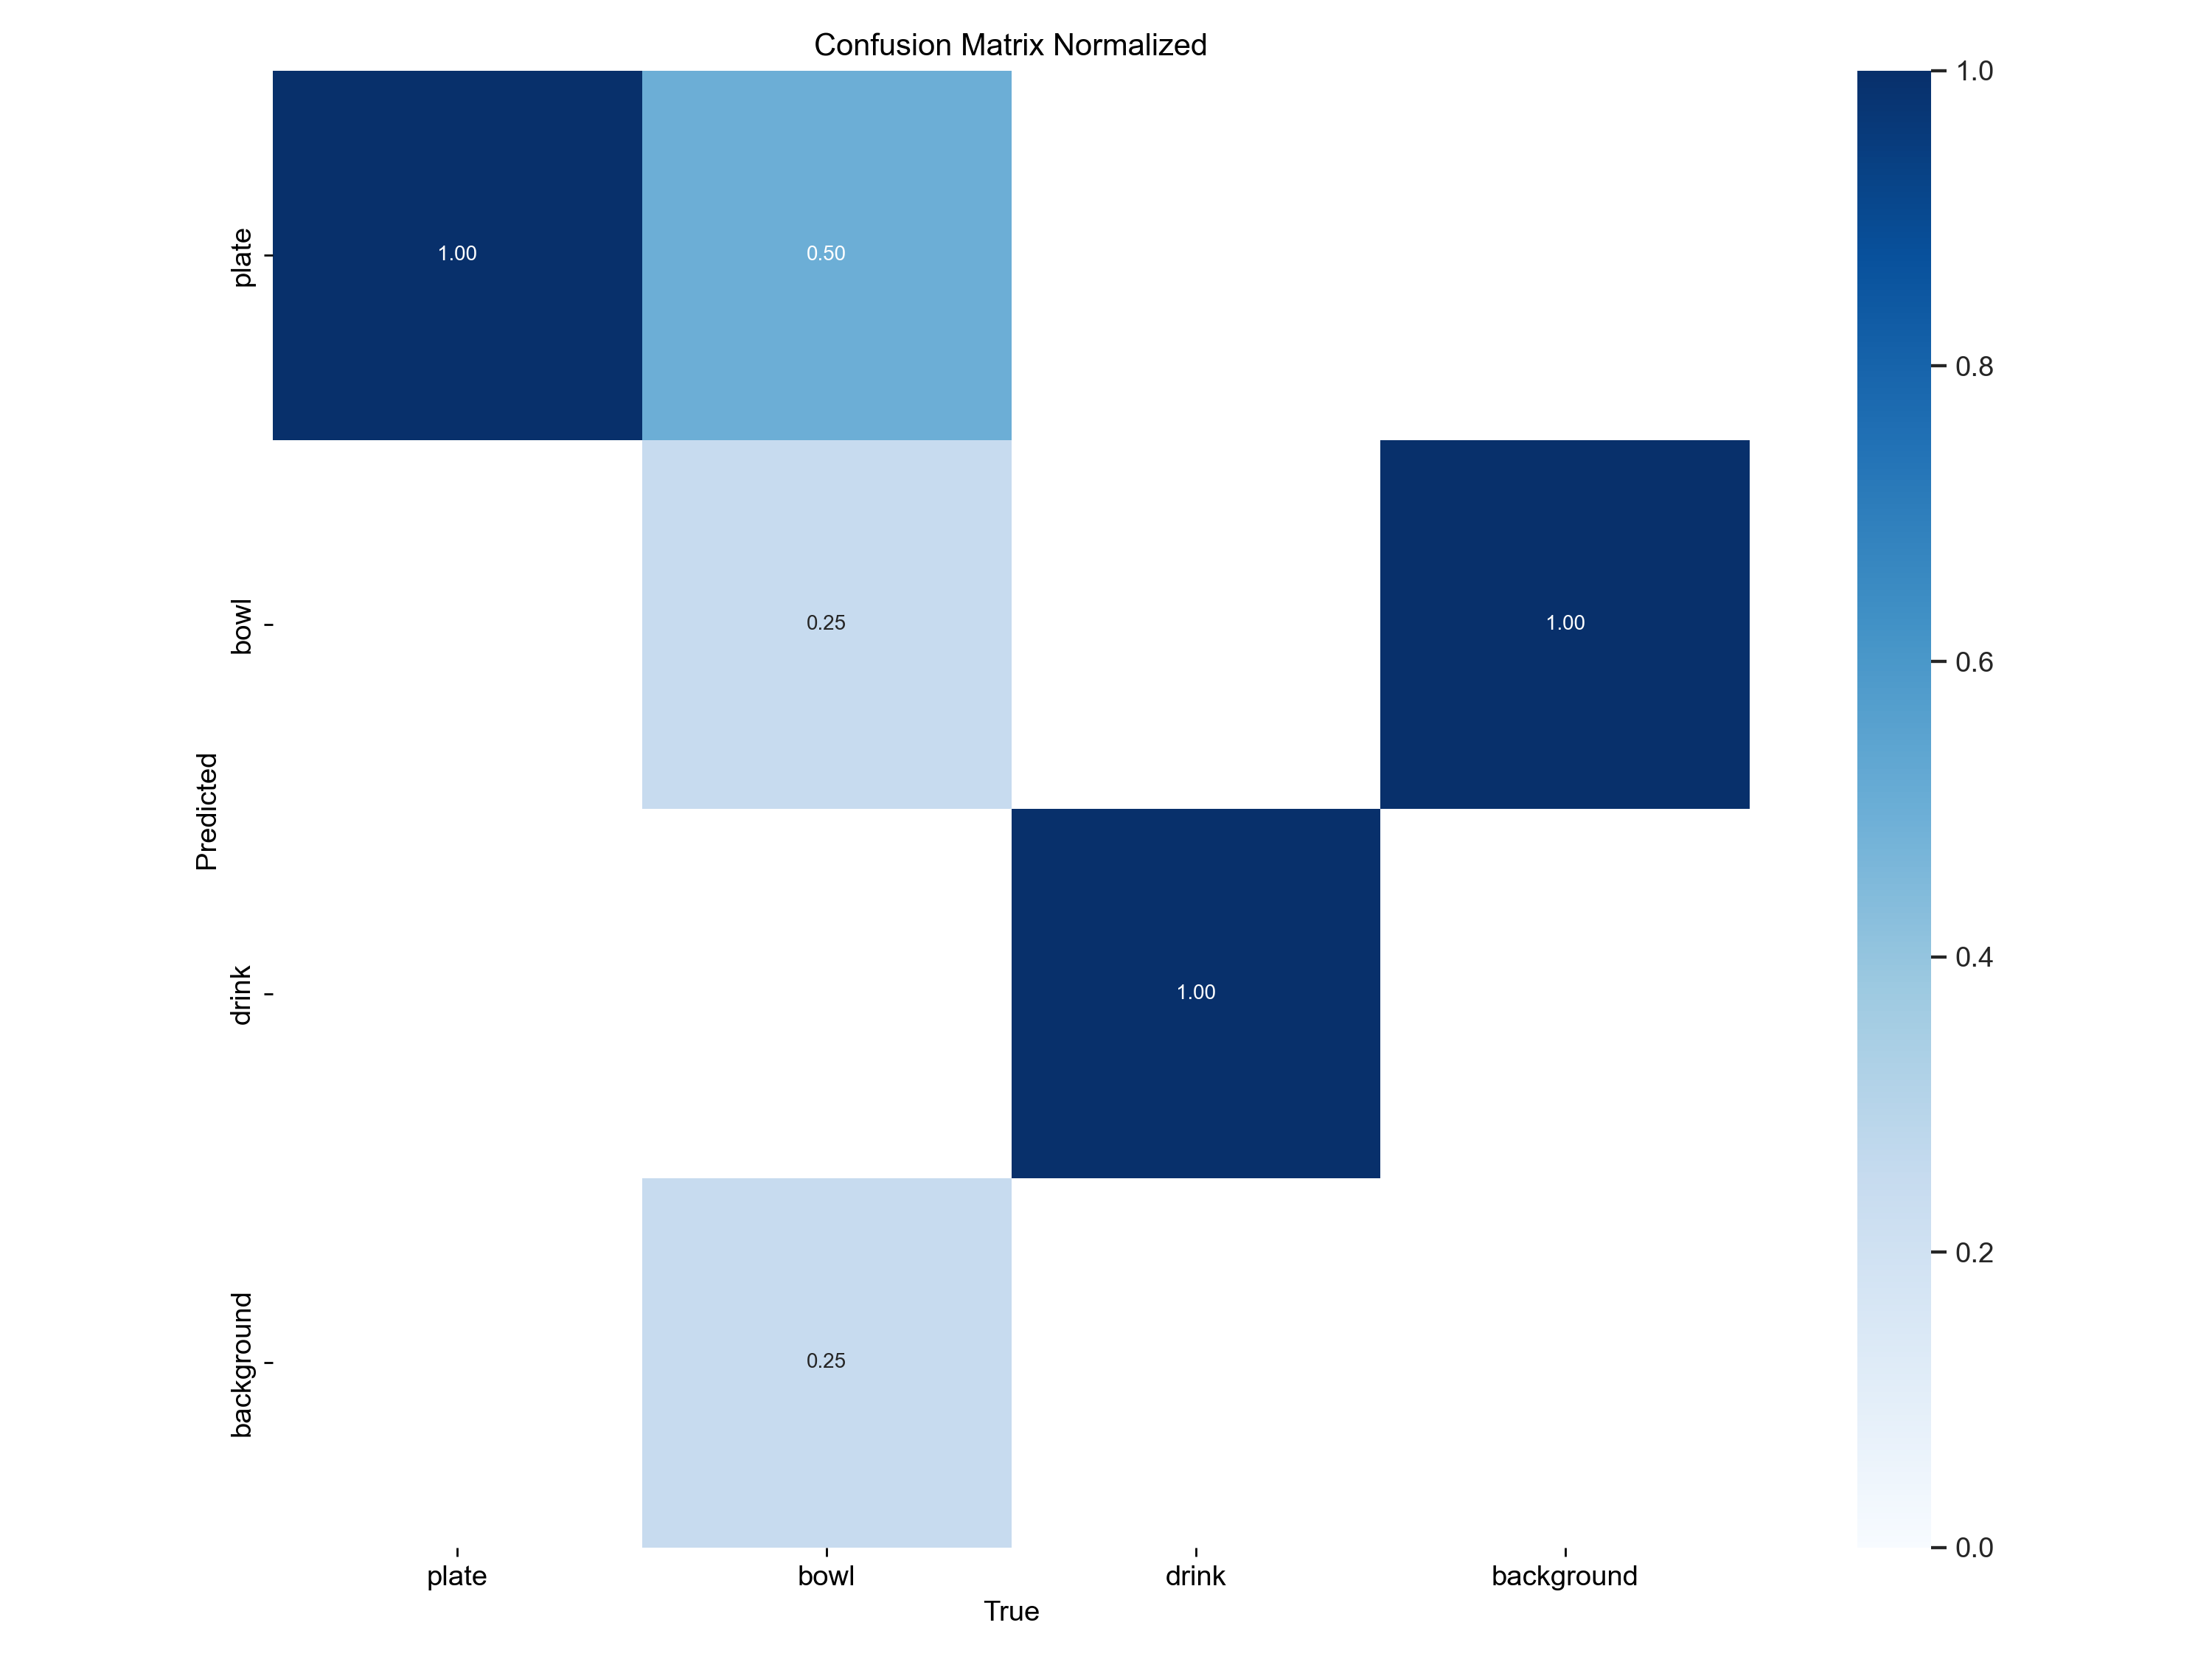 Confusion Matrix Normalized
plate
1.00
0.50
bowl
0.25
1.00
drink
1.00
background
0.25
Predicted
plate
bowl
drink
background
True
1.0
0.8
0.6
0.4
0.2
0.0